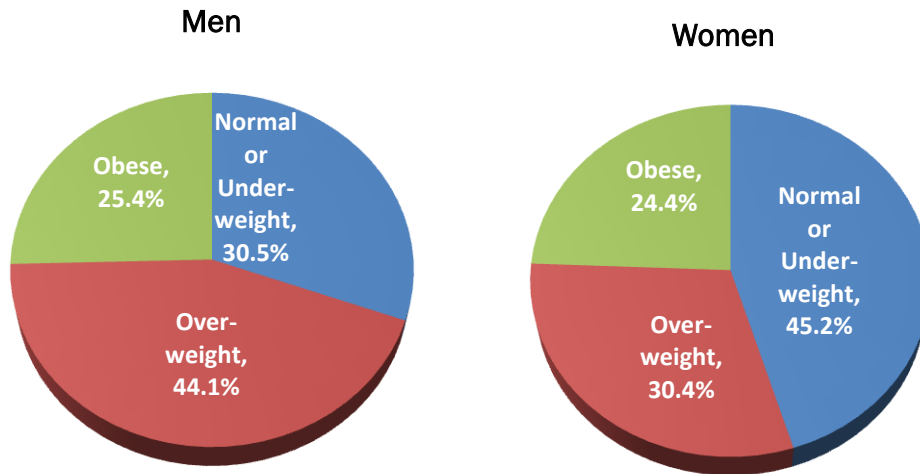 Men
Normal
or
Under-
weight,
30.5%
Obese,
25.4%
Over-
weight,
44.1%
Women
Normal
or
Under-
weight,
45.2%
Obese,
24.4%
Over-
weight,
30.4%